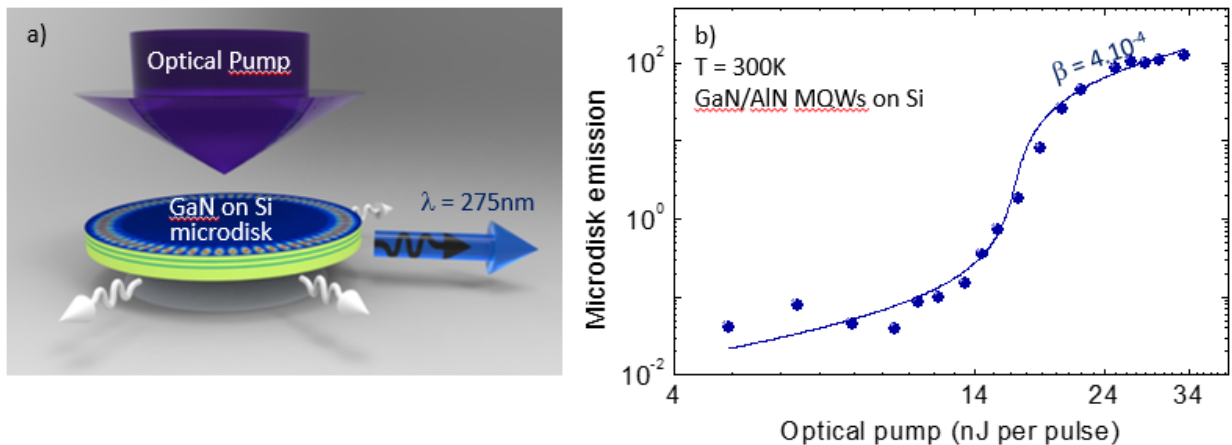 a)
Optical Pump
GaN on Si
microdisk
λ = 275nm
b)
T = 300K
GaN/AlN MQWs on Si
β = 4.10⁻⁴
Microdisk emission
10²
10⁰
10⁻²
4
14
24
34
Optical pump (nJ per pulse)